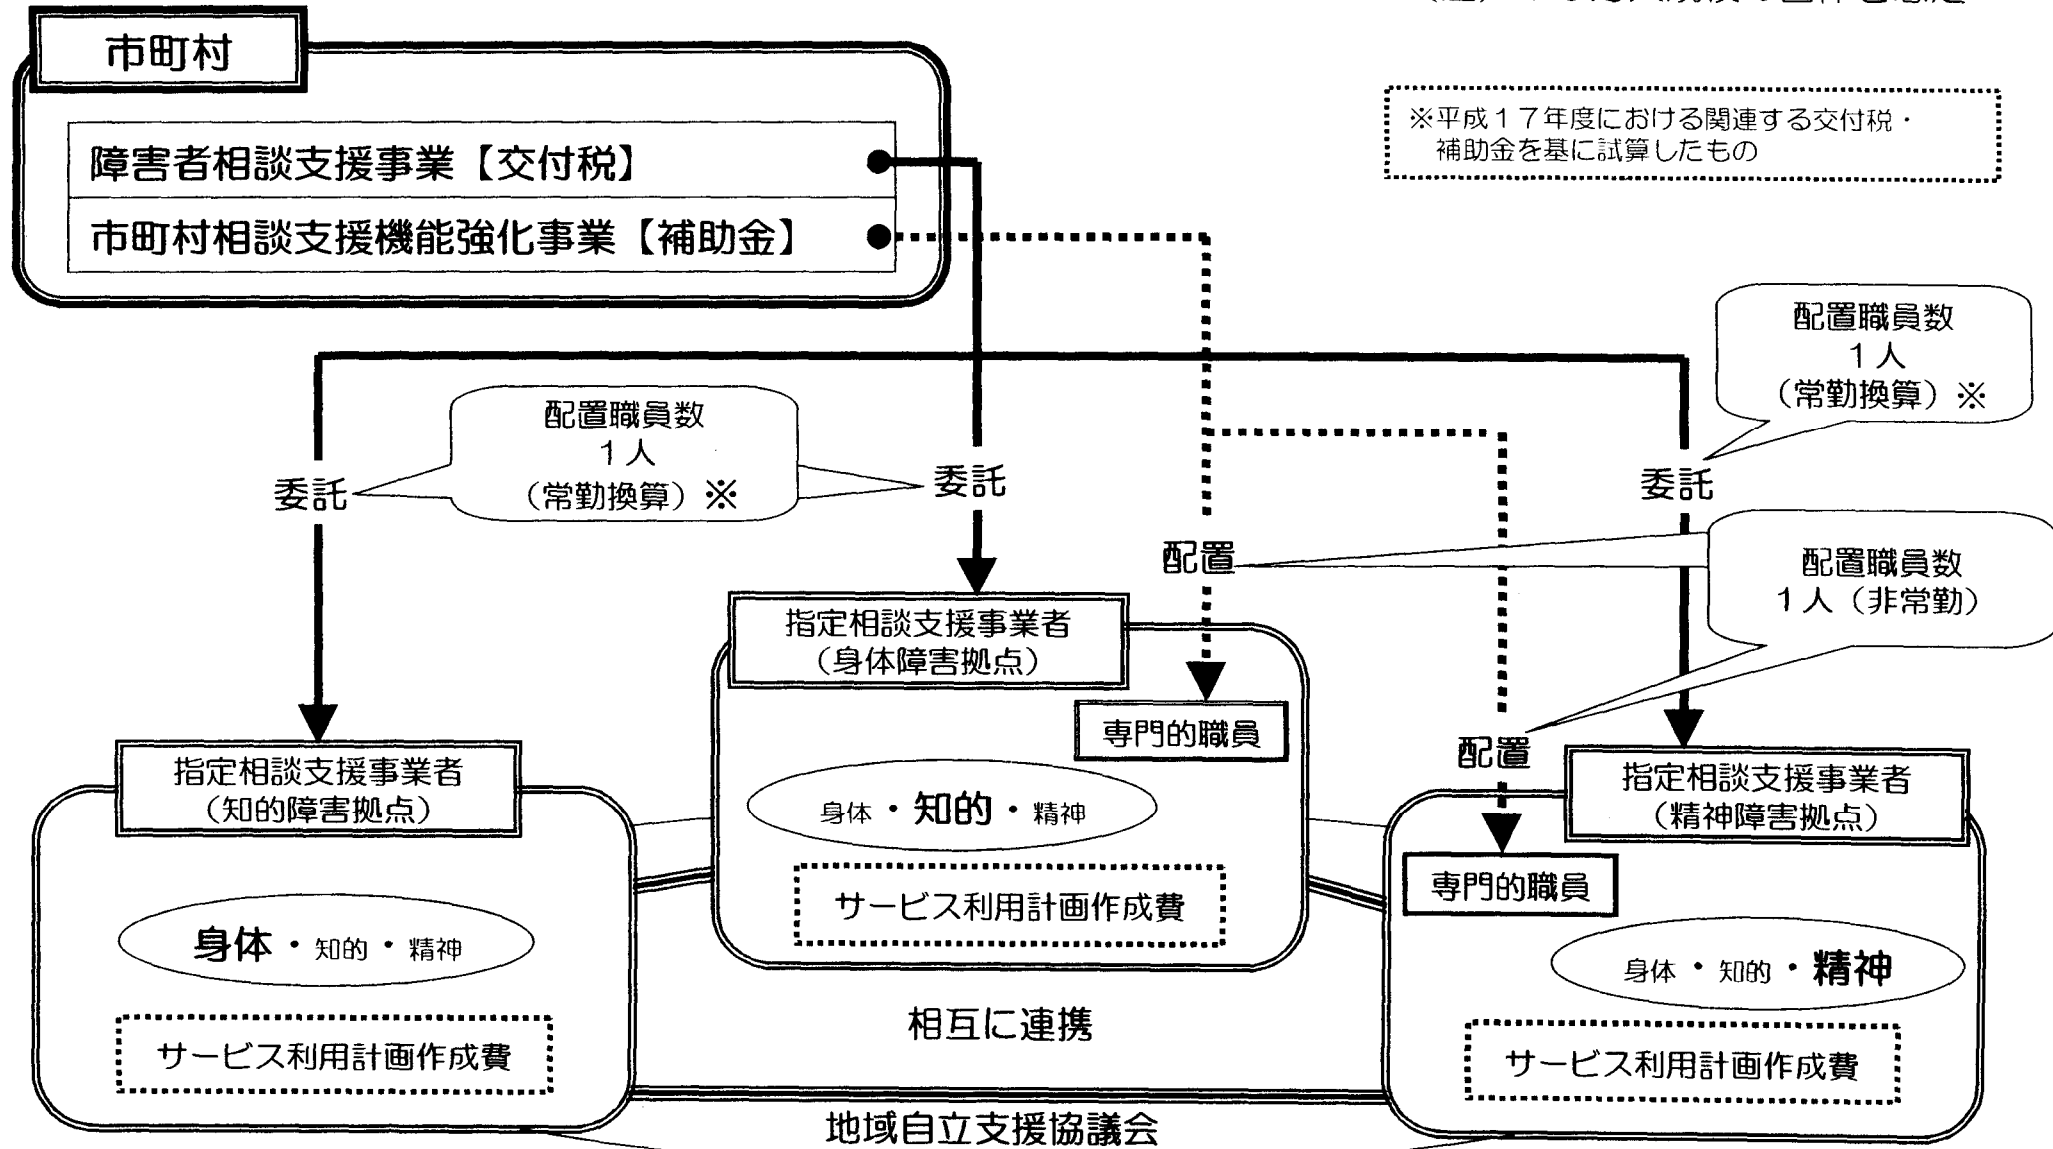 市町村
障害者相談支援事業【交付税】
市町村相談支援機能強化事業【補助金】
※平成17年度における関連する交付税・
補助金を基に試算したもの
配置職員数
1人
(常勤換算)※
配置職員数
1人
(常勤換算)※
委託
委託
委託
配置
配置職員数
1人(非常勤)
指定相談支援事業者
(身体障害拠点)
専門的職員
配置
指定相談支援事業者
(知的障害拠点)
指定相談支援事業者
(精神障害拠点)
身体・知的・精神
サービス利用計画作成費
専門的職員
身体・知的・精神
身体・知的・精神
サービス利用計画作成費
サービス利用計画作成費
相互に連携
地域自立支援協議会